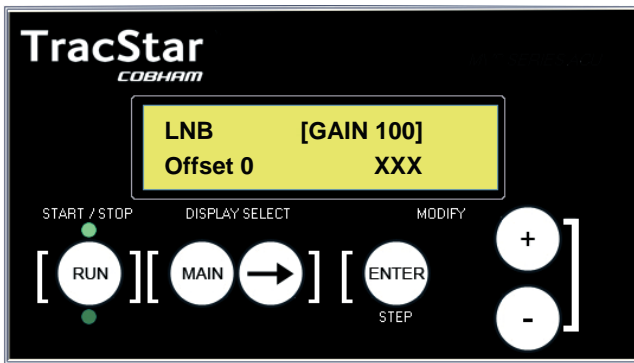 TracStar
COBHAM
LNB [GAIN 100]
Offset 0 XXX
START / STOP DISPLAY SELECT MODIFY
RUN MAIN ENTER +
STEP -